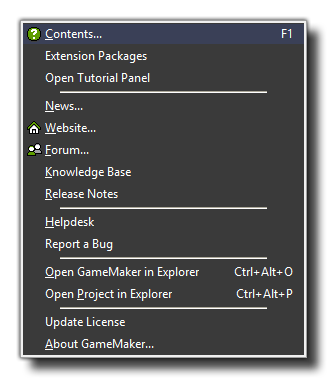 Contents... F1
Extension Packages
Open Tutorial Panel
News...
Website...
Forum...
Knowledge Base
Release Notes
Helpdesk
Report a Bug
Open GameMaker in Explorer Ctrl+Alt+O
Open Project in Explorer Ctrl+Alt+P
Update License
About GameMaker...